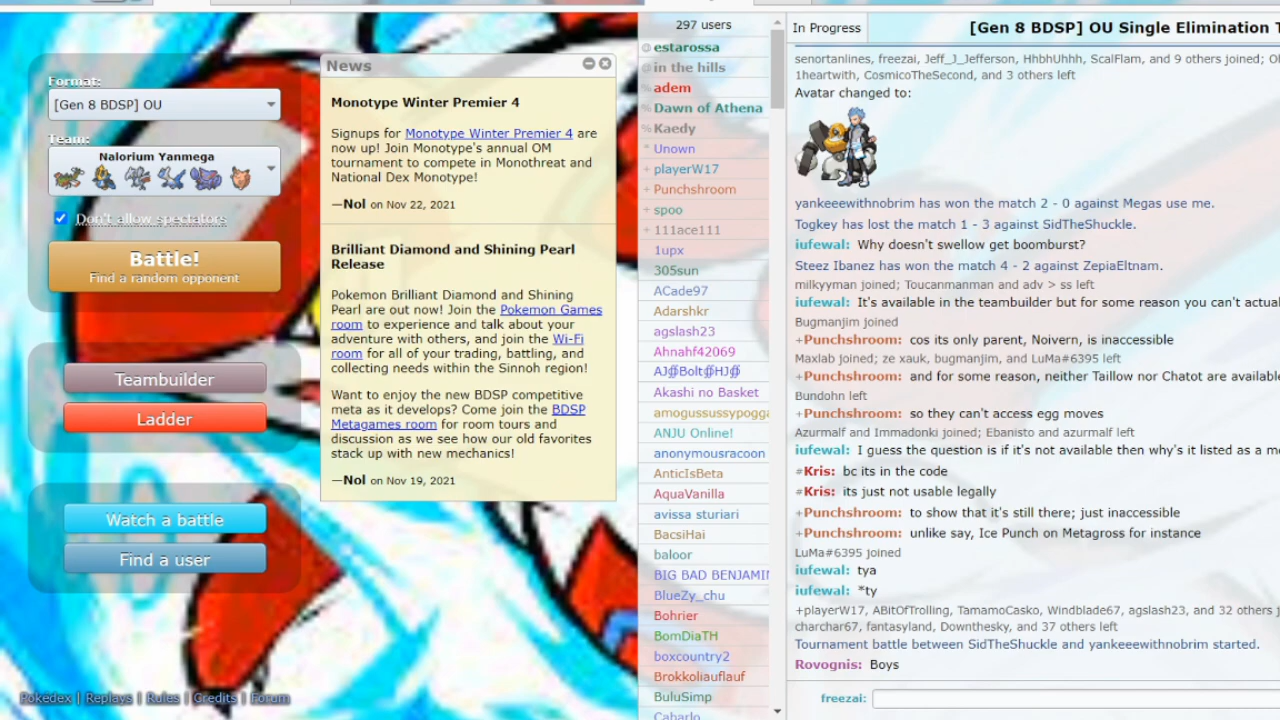 Format:
[Gen 8 BDSP] OU
Team:
Nalorium Yanmega
Don't allow spectators
Battle!
Find a random opponent
Teambuilder
Ladder
Watch a battle
Find a user
Pokédex | Replays | Rules | Credits | Forum
News
Monotype Winter Premier 4
Signups for Monotype Winter Premier 4 are
now up! Join Monotype's annual OM
tournament to compete in Monothreat and
National Dex Monotype!
—Nol on Nov 22, 2021
Brilliant Diamond and Shining Pearl
Release
Pokemon Brilliant Diamond and Shining
Pearl are out now! Join the Pokemon Games
room to experience and talk about your
adventure with others, and join the Wi-Fi
room for all of your trading, battling, and
collecting needs within the Sinnoh region!
Want to enjoy the new BDSP competitive
meta as it develops? Come join the BDSP
Metagames room for room tours and
discussion as we see how our old favorites
stack up with new mechanics!
—Nol on Nov 19, 2021
297 users
@ estarossa
@ in the hills
adem
% Dawn of Athena
% Kaedy
* Unown
+ playerW17
+ Punchshroom
+ spoo
+ 111ace111
1upx
305sun
ACade97
Adarshkr
agslash23
Ahnahf42069
AJ∯Bolt∯HJ∯
Akashi no Basket
amogussusypogga
ANJU Online!
anonymousracoon
AnticIsBeta
AquaVanilla
avissa sturiari
BacsiHai
baloor
BIG BAD BENJAMIN
BlueZy_chu
Bohrier
BomDiaTH
boxcountry2
Brokkoliauflauf
BuluSimp
Cabarlo
In Progress
[Gen 8 BDSP] OU Single Elimination T
senortanlines, freezai, Jeff_J_Jefferson, HhbhUhhh, ScalFlam, and 9 others joined; Ol
1heartwith, CosmicoTheSecond, and 3 others left
Avatar changed to:
yankeeewithnobrim has won the match 2 - 0 against Megas use me.
Togkey has lost the match 1 - 3 against SidTheShuckle.
iufewal: Why doesn't swellow get boomburst?
Steez Ibanez has won the match 4 - 2 against ZepiaEltnam.
milkyyman joined; Toucanmanman and adv > ss left
iufewal: It's available in the teambuilder but for some reason you can't actua
Bugmanjim joined
+Punchshroom: cos its only parent, Noivern, is inaccessible
Maxlab joined; ze xauk, bugmanjim, and LuMa#6395 left
+Punchshroom: and for some reason, neither Taillow nor Chatot are available
Bundohn left
+Punchshroom: so they can't access egg moves
Azurmalf and Immadonki joined; Ebanisto and azurmalf left
iufewal: I guess the question is if it's not available then why's it listed as a m
#Kris: bc its in the code
#Kris: its just not usable legally
+Punchshroom: to show that it's still there; just inaccessible
+Punchshroom: unlike say, Ice Punch on Metagross for instance
LuMa#6395 joined
iufewal: tya
iufewal: *ty
+playerW17, ABitOfTrolling, TamamoCasko, Windblade67, agslash23, and 32 others j
charchar67, fantasyland, Downthesky, and 37 others left
Tournament battle between SidTheShuckle and yankeeewithnobrim started.
Rovognis: Boys
freezai: